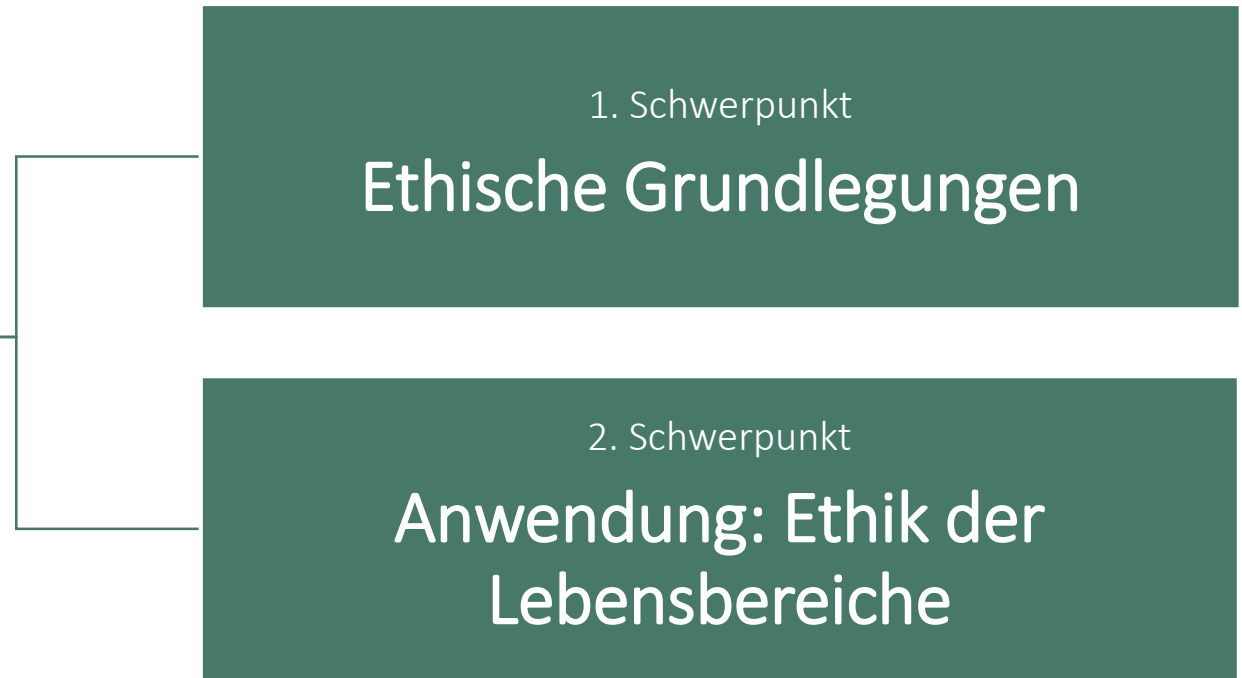 1. Schwerpunkt
Ethische Grundlegungen
2. Schwerpunkt
Anwendung: Ethik der
Lebensbereiche